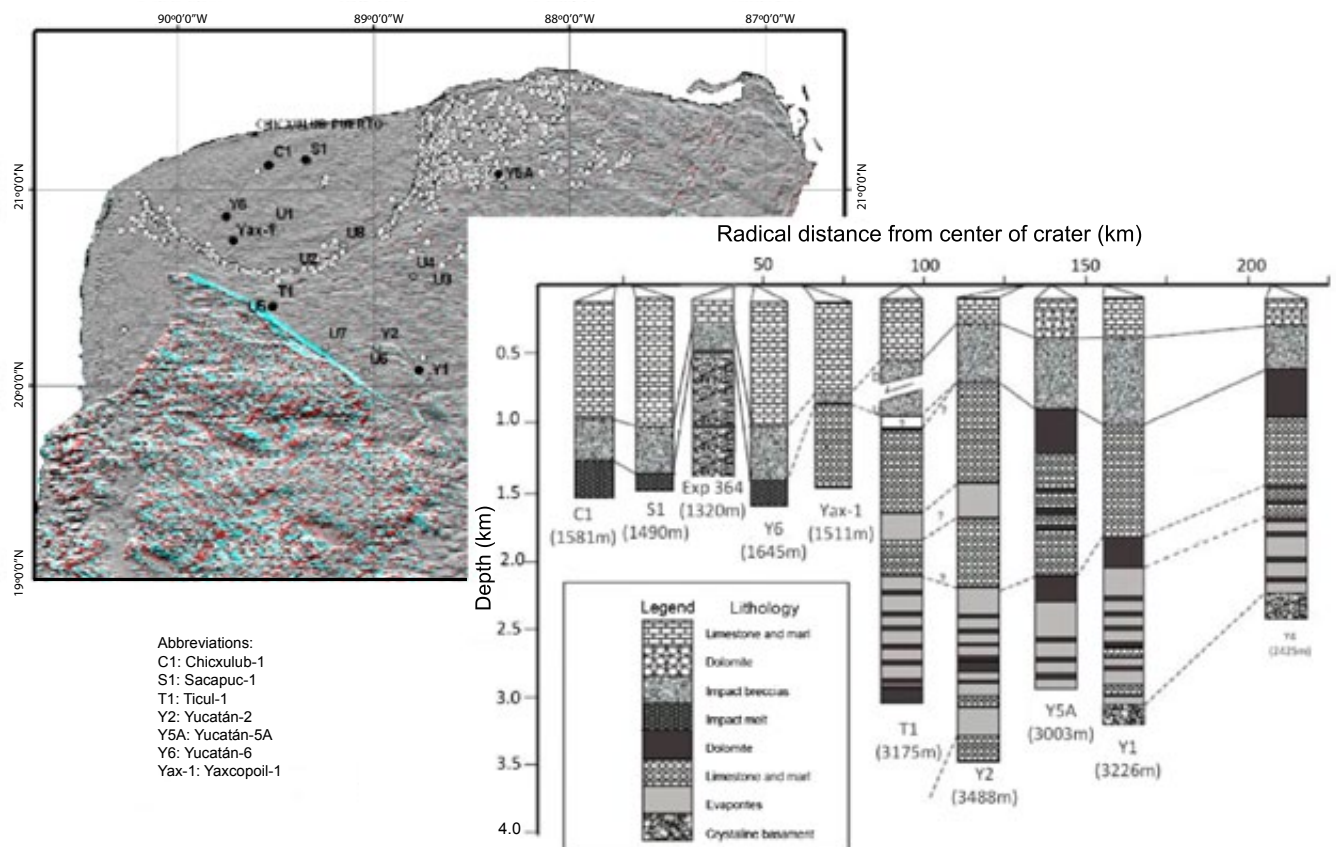 90°0'0"W 89°0'0"W 88°0'0"W 87°0'0"W
21°0'0"N
20°0'0"N
19°0'0"N
21°0'0"N
CHICXULUB PUERTO
C1
S1
Y5A
Y6
U1
Yax-1
U8
U2
U4
U3
T1
U5
U7
Y2
U6
Y1
Abbreviations:
C1: Chicxulub-1
S1: Sacapuc-1
T1: Ticul-1
Y2: Yucatán-2
Y5A: Yucatán-5A
Y6: Yucatán-6
Yax-1: Yaxcopoil-1
Radical distance from center of crater (km)
50 100 150 200
Depth (km)
0.5
1.0
1.5
2.0
2.5
3.0
3.5
4.0
C1
(1581m)
S1
(1490m)
Exp 364
(1320m)
Y6
(1645m)
Yax-1
(1511m)
T1
(3175m)
Y2
(3488m)
Y5A
(3003m)
Y1
(3226m)
Y4
(2425m)
?
?
?
?
Legend Lithology
Limestone and marl
Dolomite
Impact breccias
Impact melt
Dolomite
Limestone and marl
Evaporites
Crystaline basament